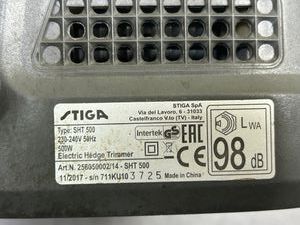 STIGA
STIGA SpA
Via del Lavoro, 6 - 31033
Castelfranco V.to (TV) - Italy
Type: SHT 500
230-240V 50Hz
500W
Electric Hedge Trimmer
Intertek
GS
CE
EAC
LWA
98 dB
Art.N. 256050002/14 - SHT 500
11/2017 - s/n 711KU10 3725 - Made in China